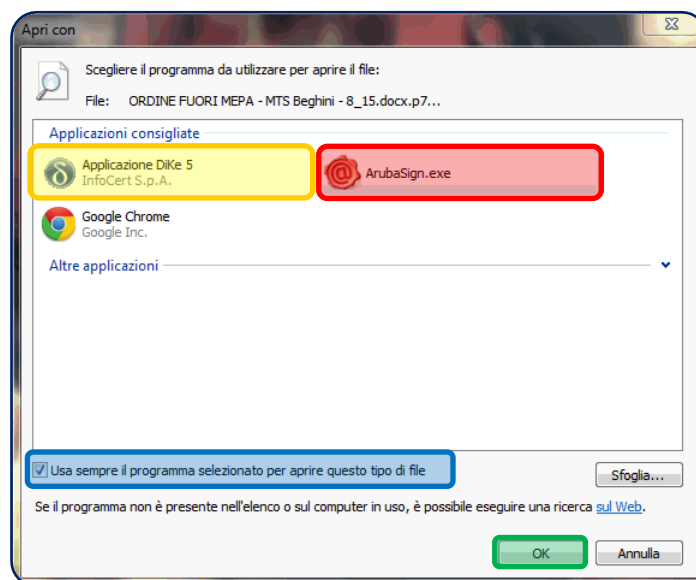 Apri con
Scegliere il programma da utilizzare per aprire il file:
File: ORDINE FUORI MEPA - MTS Beghini - 8_15.docx.p7...
Applicazioni consigliate
Applicazione DiKe 5
InfoCert S.p.A.
ArubaSign.exe
Google Chrome
Google Inc.
Altre applicazioni
Usa sempre il programma selezionato per aprire questo tipo di file
Sfoglia...
Se il programma non è presente nell'elenco o sul computer in uso, è possibile eseguire una ricerca sul Web.
OK
Annulla